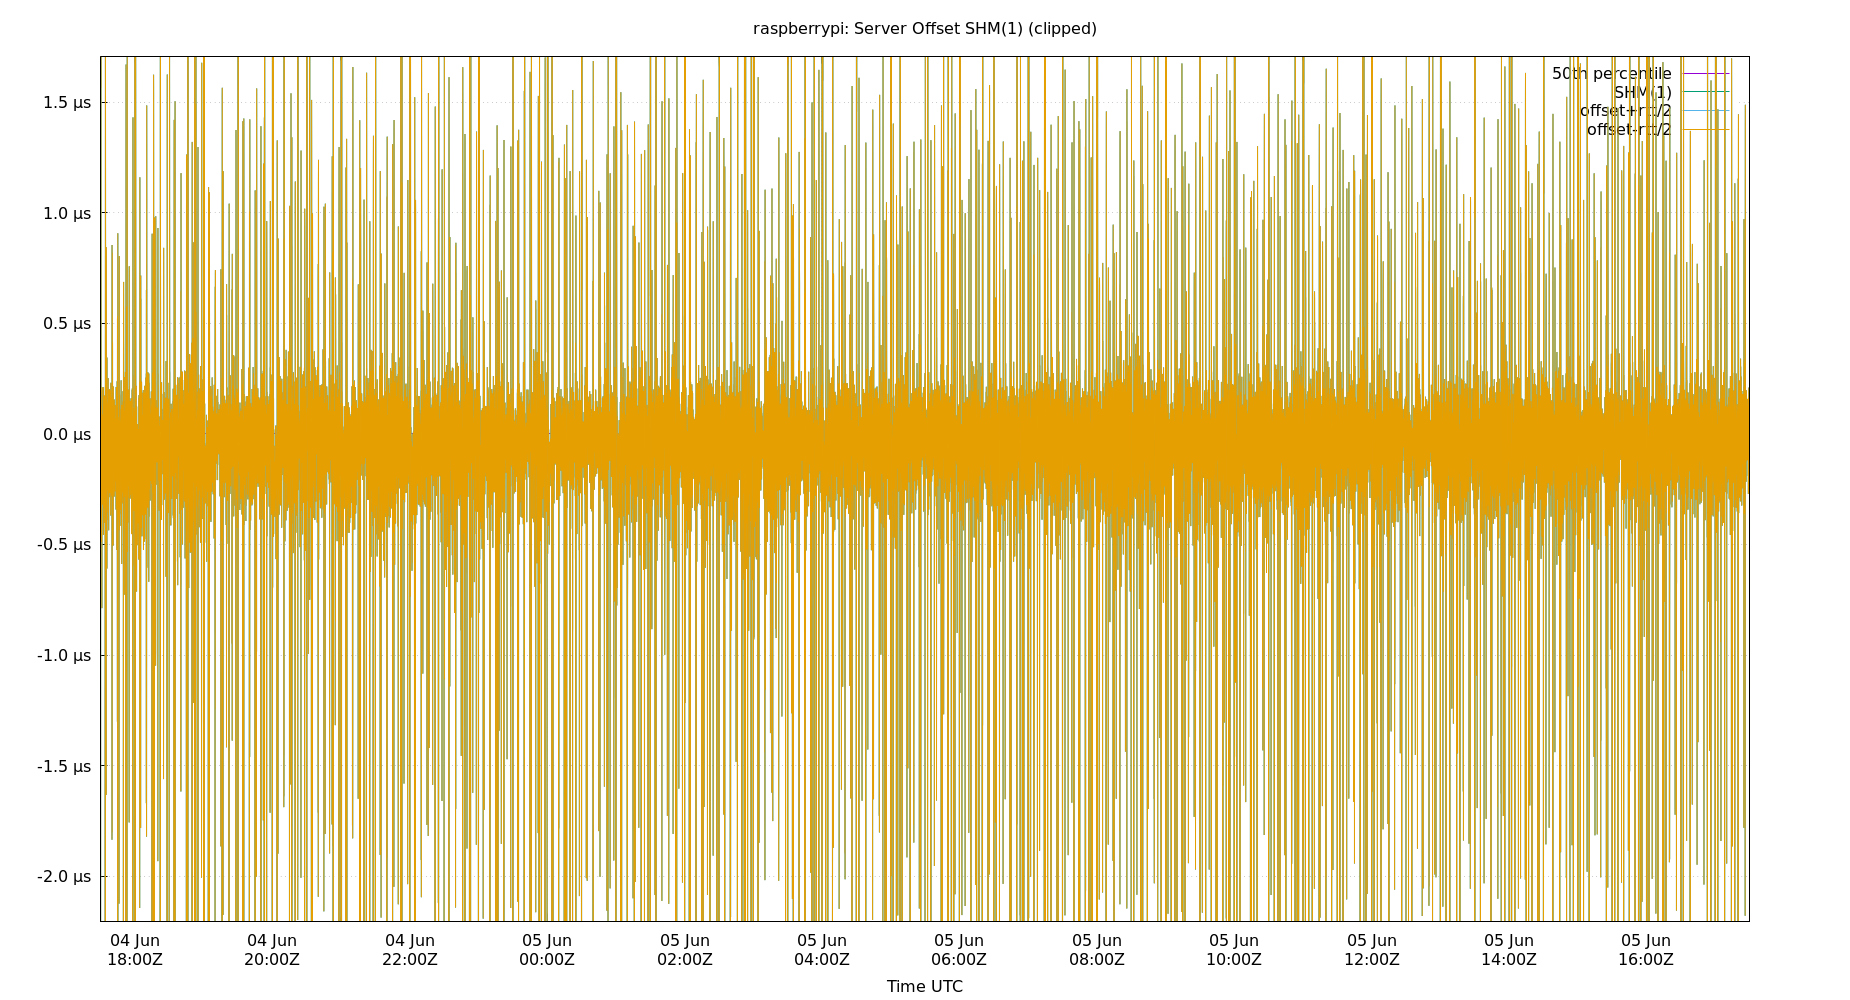 raspberrypi: Server Offset SHM(1) (clipped)
50th percentile
SHM(1)
offset+rtt/2
offset-rtt/2
1.5 µs
1.0 µs
0.5 µs
0.0 µs
-0.5 µs
-1.0 µs
-1.5 µs
-2.0 µs
04 Jun 04 Jun 04 Jun 05 Jun 05 Jun 05 Jun 05 Jun 05 Jun 05 Jun 05 Jun 05 Jun 05 Jun
18:00Z 20:00Z 22:00Z 00:00Z 02:00Z 04:00Z 06:00Z 08:00Z 10:00Z 12:00Z 14:00Z 16:00Z
Time UTC